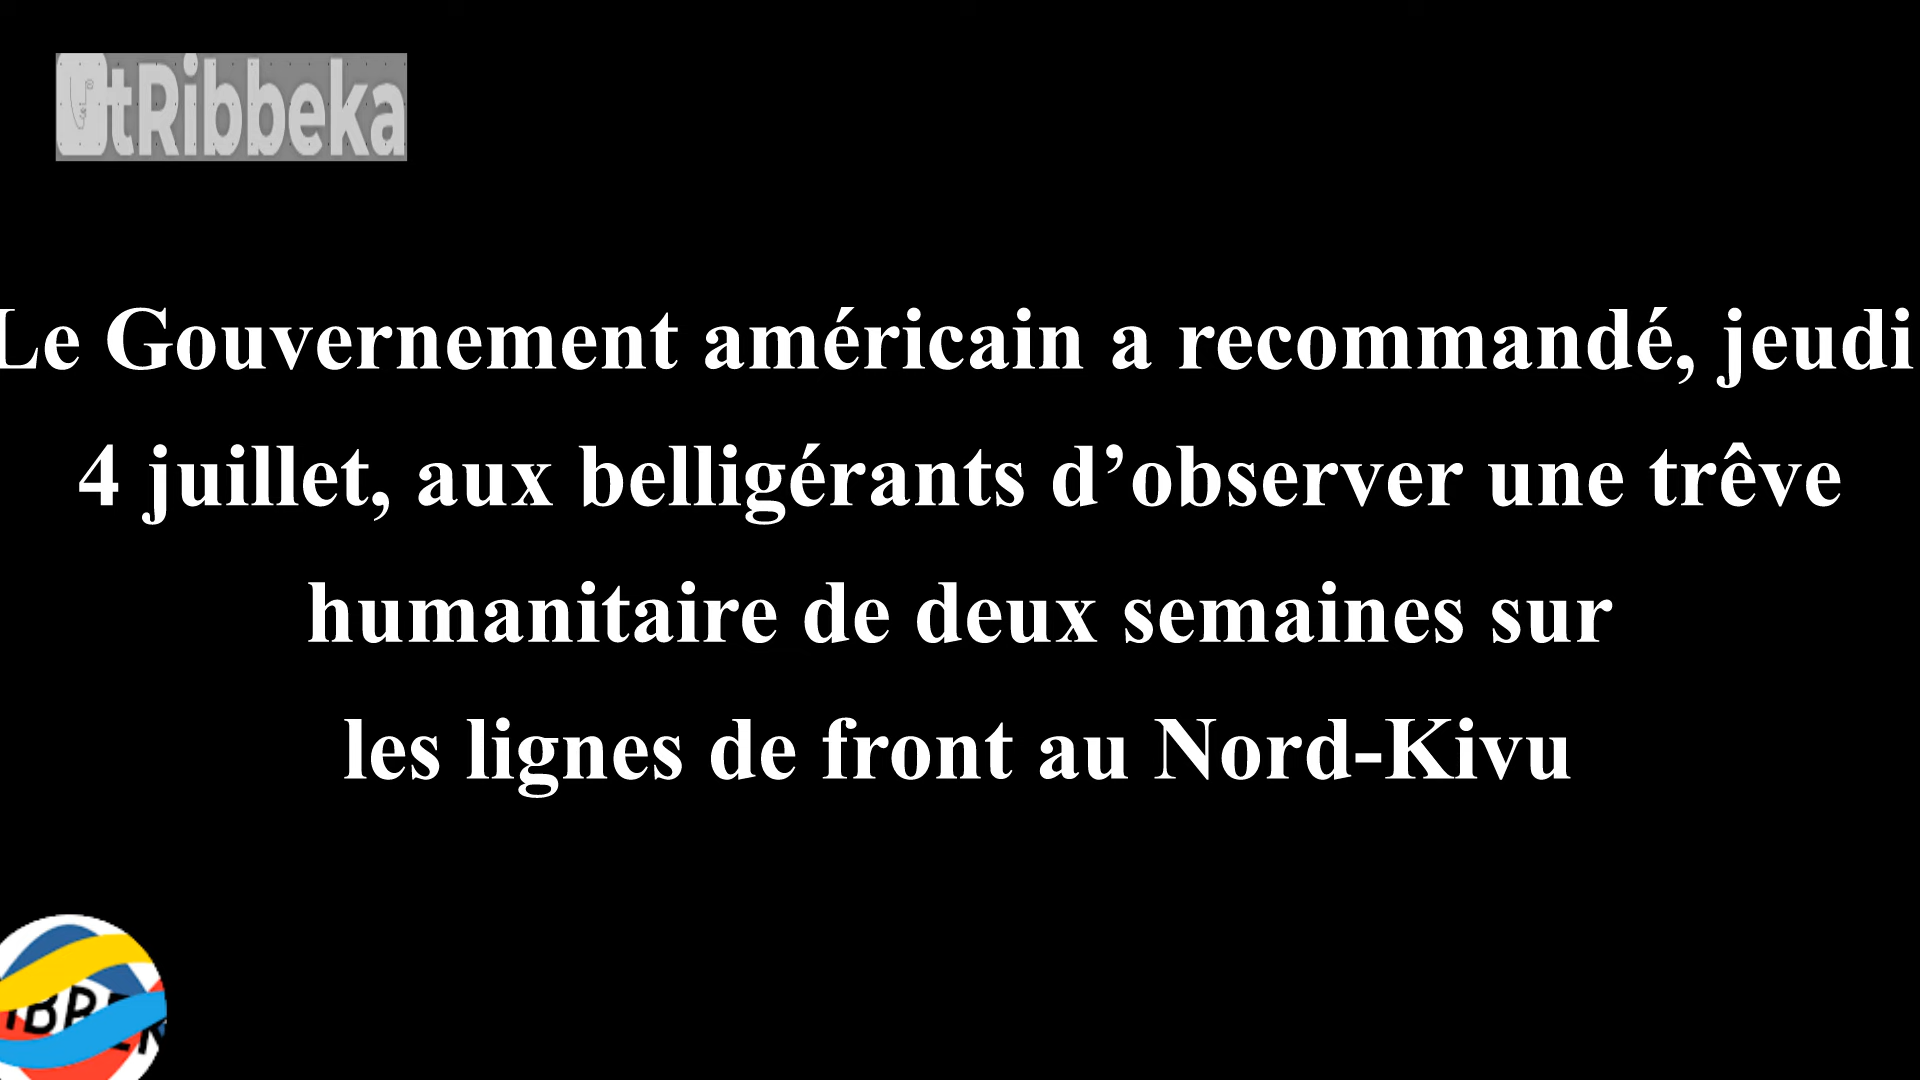 tRibbeka
Le Gouvernement américain a recommandé, jeudi
4 juillet, aux belligérants d’observer une trêve
humanitaire de deux semaines sur
les lignes de front au Nord-Kivu